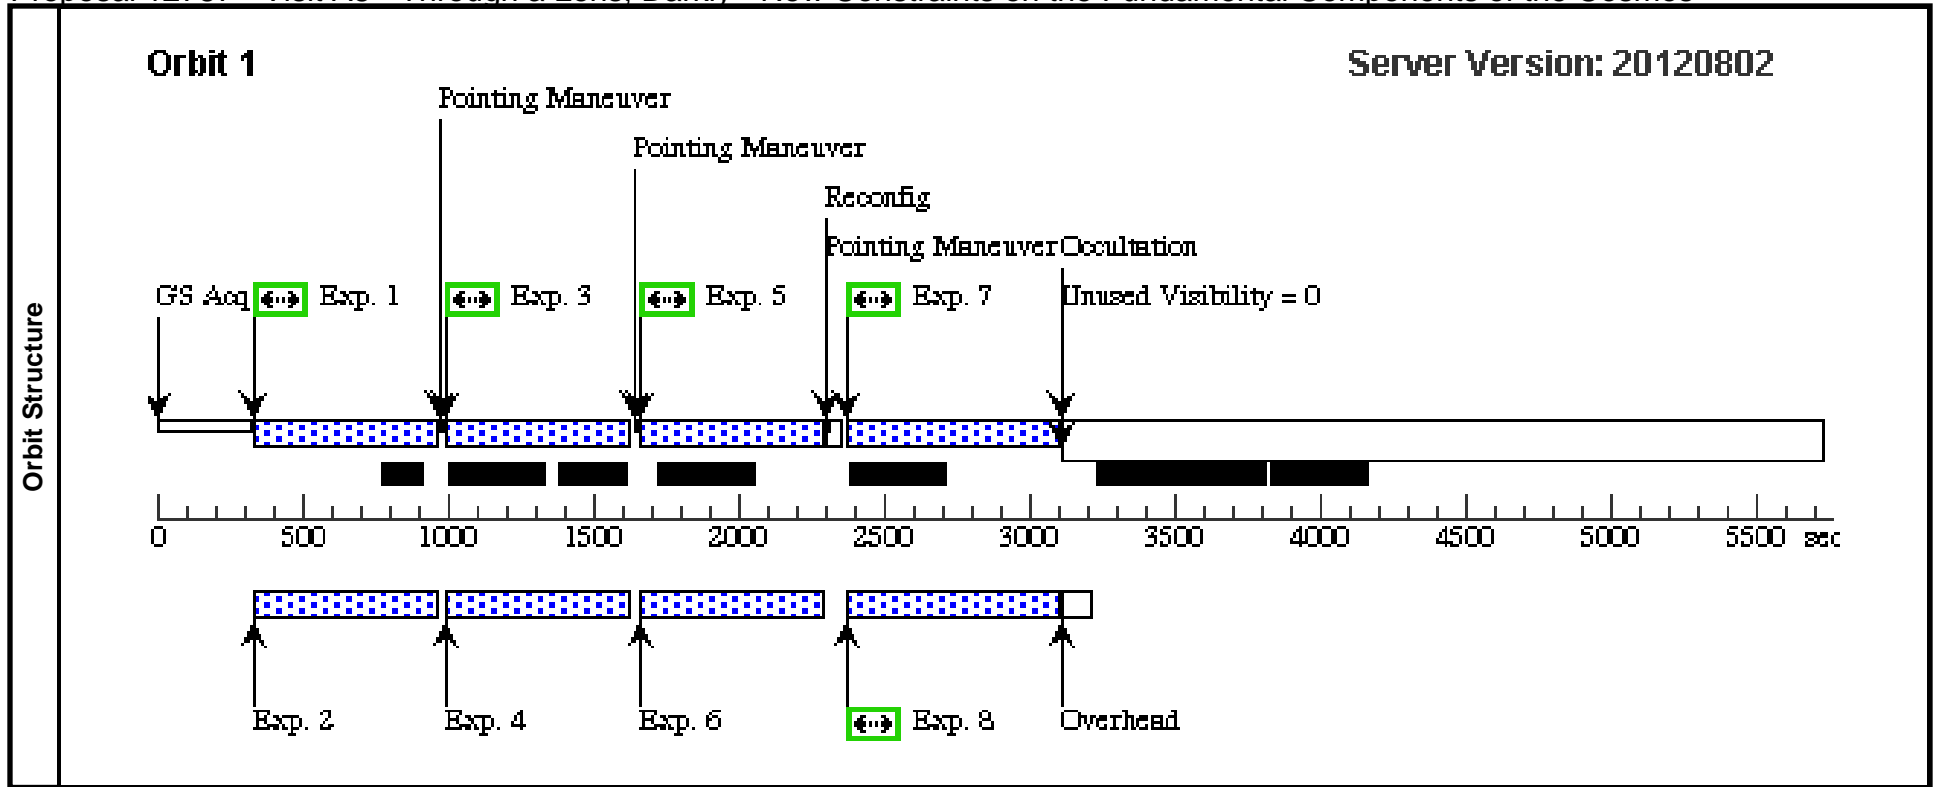 Orbit 1
Server Version: 20120802
Pointing Maneuver
Pointing Maneuver
Reconfig
Pointing Maneuver Occultation
GS Acq Exp. 1 Exp. 3 Exp. 5 Exp. 7 Unused Visibility = 0
Orbit Structure
0 500 1000 1500 2000 2500 3000 3500 4000 4500 5000 5500 sec
Exp. 2 Exp. 4 Exp. 6 Exp. 8 Overhead